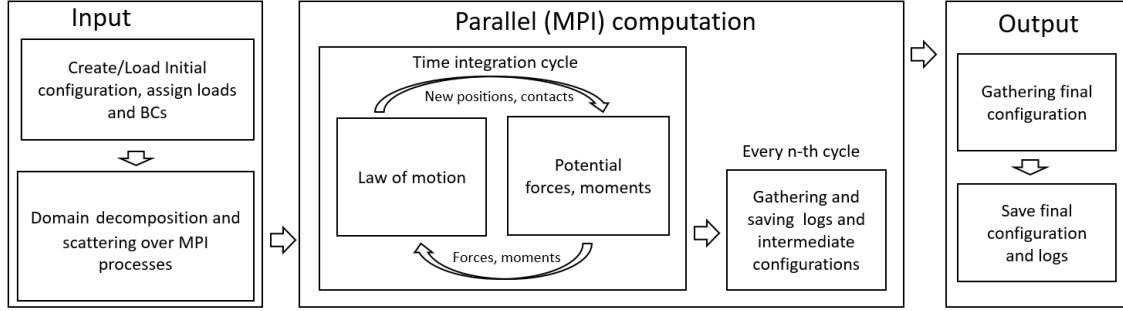 Input
Create/Load Initial
configuration, assign loads
and BCs
Domain decomposition and
scattering over MPI
processes
Parallel (MPI) computation
Time integration cycle
New positions, contacts
Law of motion
Potential
forces, moments
Forces, moments
Every n-th cycle
Gathering and
saving logs and
intermediate
configurations
Output
Gathering final
configuration
Save final
configuration
and logs